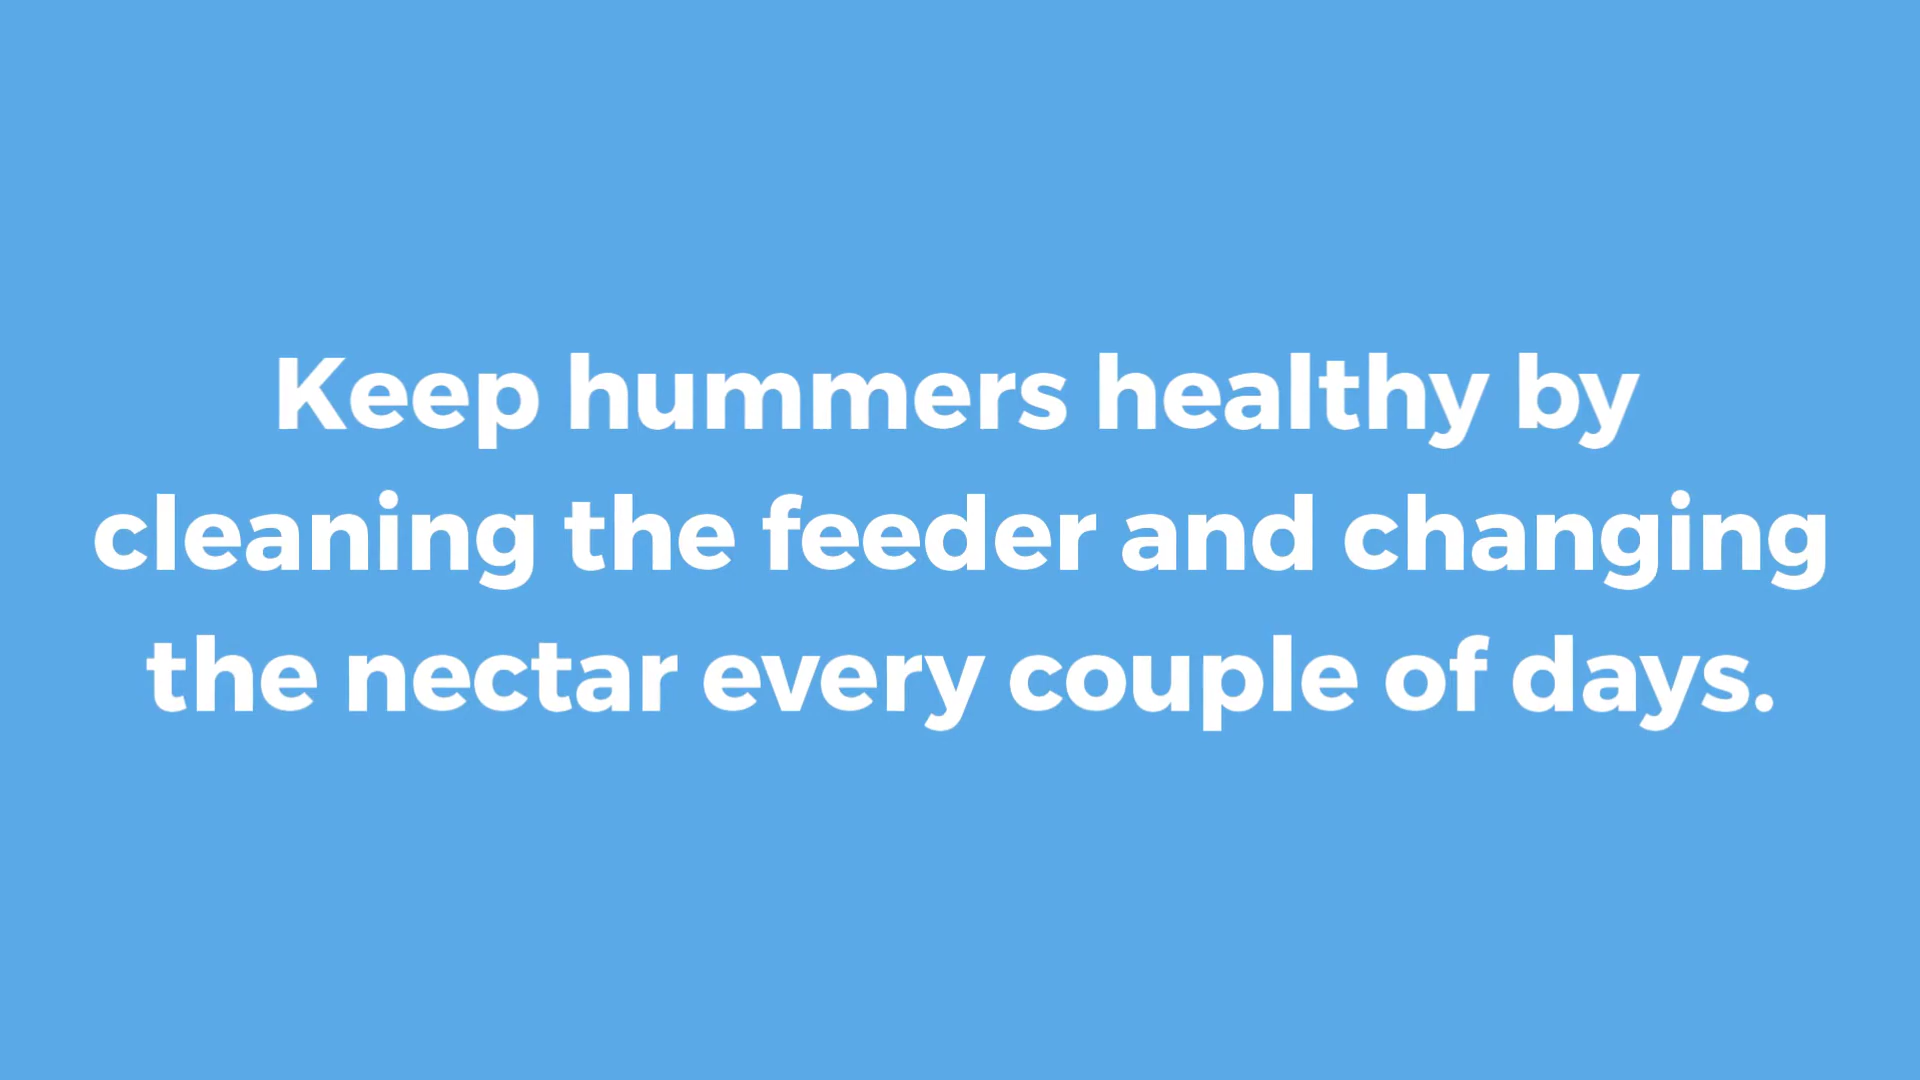 Keep hummers healthy by
cleaning the feeder and changing
the nectar every couple of days.